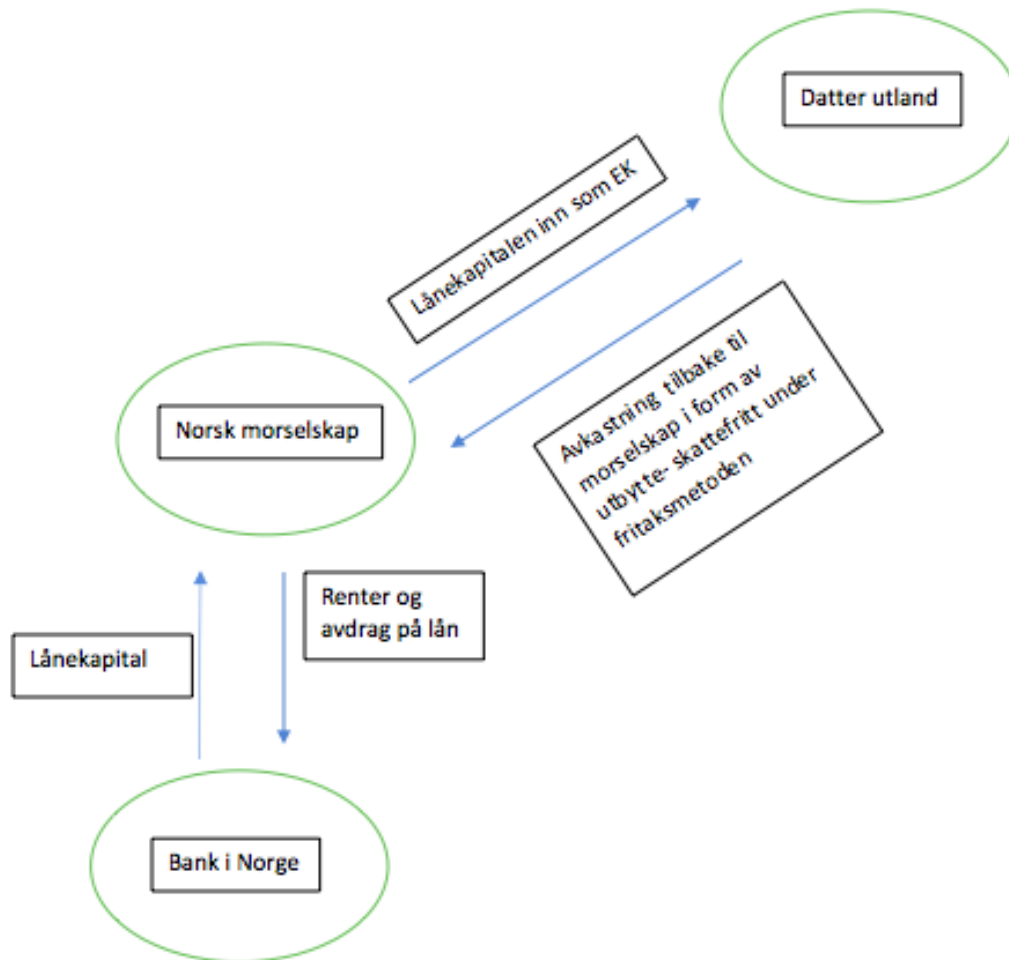 Datter utland
Lånekapitalen inn som EK
Avkastning tilbake til
morselskap i form av
utbytte- skattefritt under
fritaksmetoden
Norsk morselskap
Renter og
avdrag på lån
Lånekapital
Bank i Norge